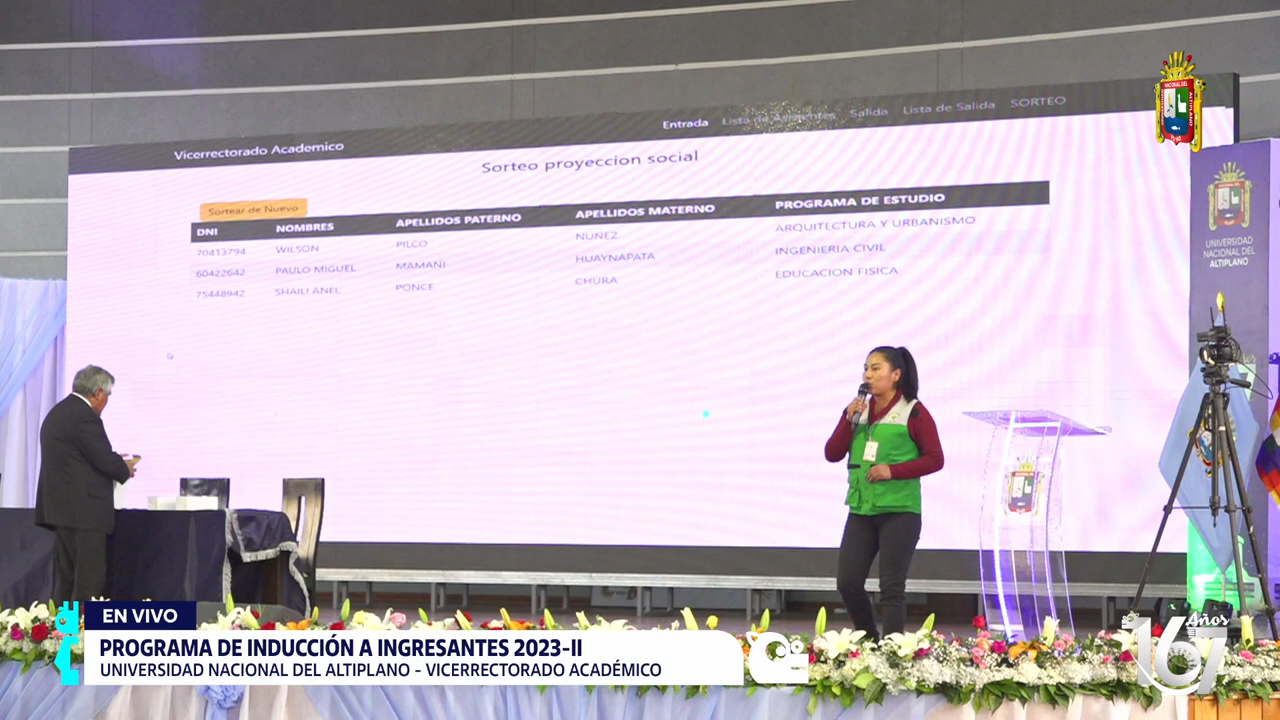 Vicerrectorado Academico
Entrada Lista de Asistentes Salida Lista de Salida SORTEO
Sorteo proyeccion social
Sortear de Nuevo
DNI NOMBRES APELLIDOS PATERNO APELLIDOS MATERNO PROGRAMA DE ESTUDIO
70413794 WILSON PILCO NUÑEZ ARQUITECTURA Y URBANISMO
60422642 PAULO MIGUEL MAMAÑI HUAYNAPATA INGENIERIA CIVIL
75448942 SHAILI ANEL PONCE CHURA EDUCACION FISICA
ALTIPLANO
UNIVERSIDAD
NACIONAL DEL
ALTIPLANO
EN VIVO
PROGRAMA DE INDUCCIÓN A INGRESANTES 2023-II
UNIVERSIDAD NACIONAL DEL ALTIPLANO - VICERRECTORADO ACADÉMICO
167 Años